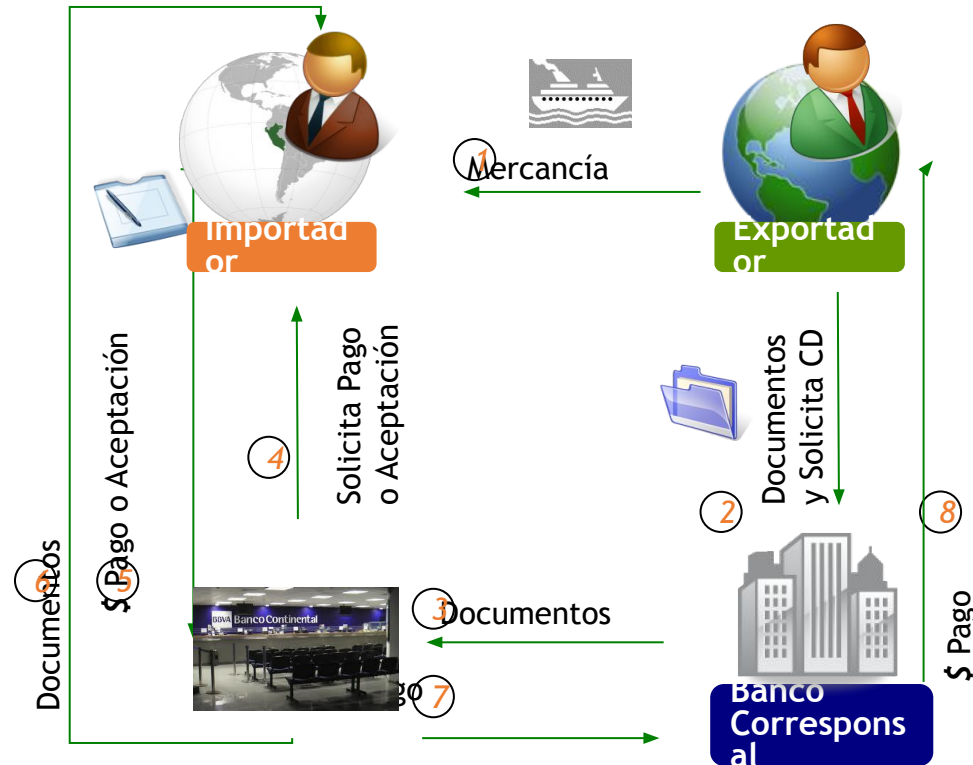 1
Mercancía
Importad
or
Exportad
or
$ Pago o Aceptación
Solicita Pago
o Aceptación
4
Documentos
y Solicita CD
2
8
Documentos
6
5
3
Documentos
BBVA Banco Continental
$ Pago
go
7
Banco
Correspons
al